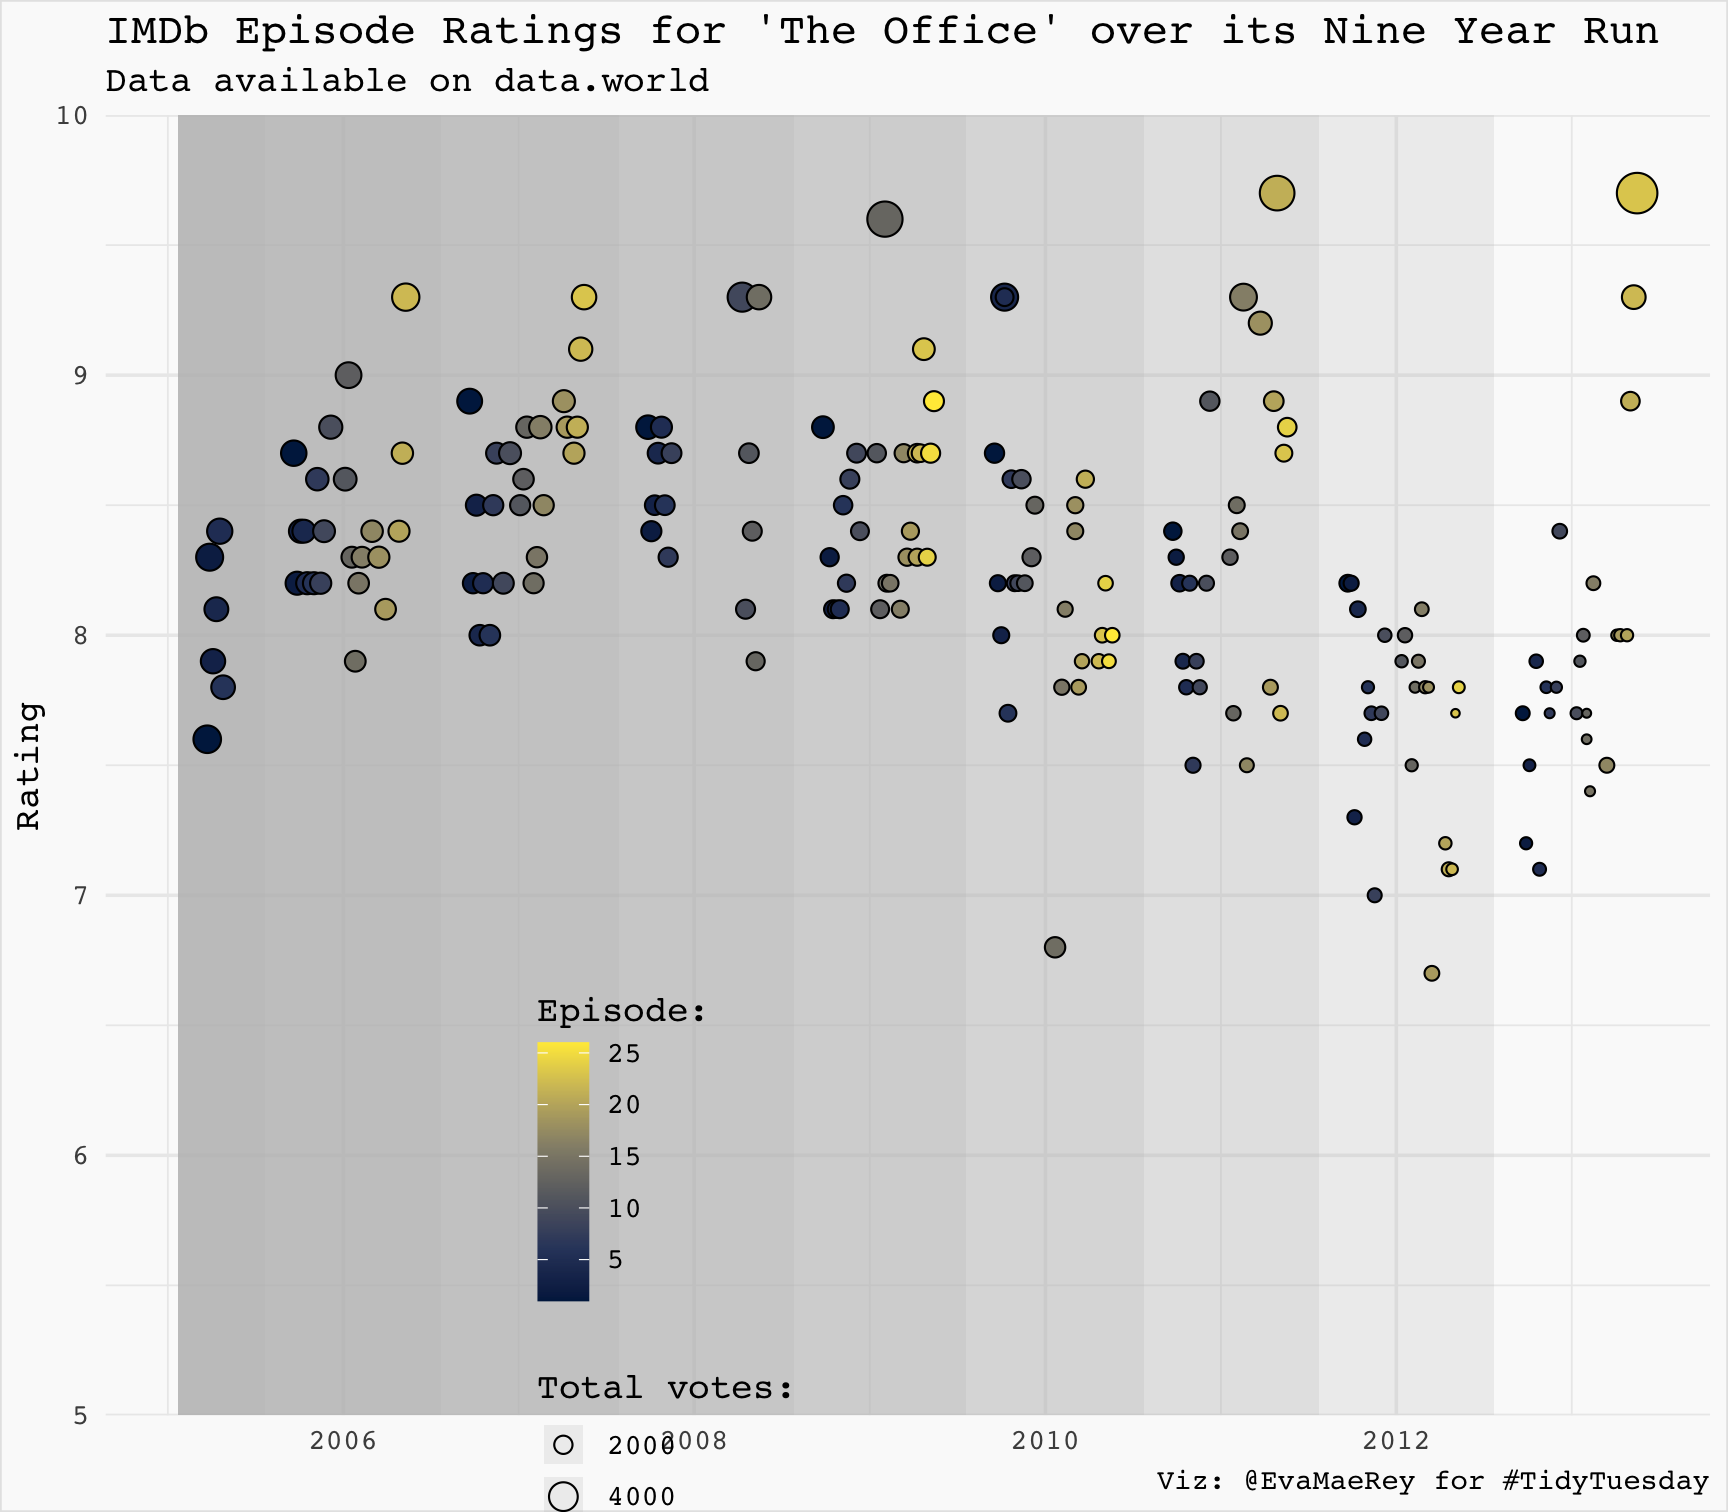 IMDb Episode Ratings for 'The Office' over its Nine Year Run
Data available on data.world
10
9
8
7
6
5
Rating
Episode:
25
20
15
10
5
Total votes:
2000
4000
2006
2008
2010
2012
Viz: @EvaMaeRey for #TidyTuesday